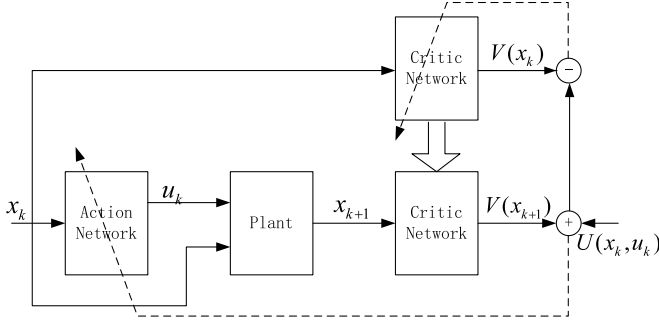 Critic
Network
V(x_k)
−
x_k
Action
Network
u_k
Plant
x_{k+1}
Critic
Network
V(x_{k+1})
+
U(x_k, u_k)